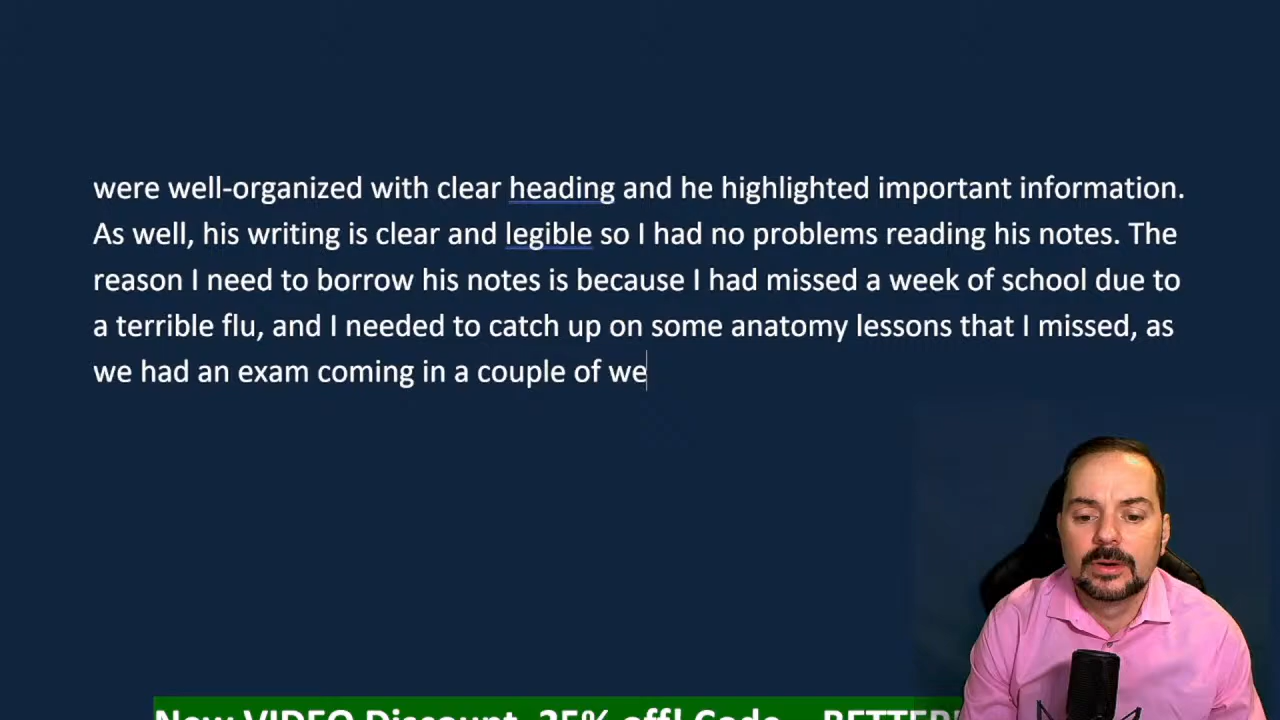 were well-organized with clear heading and he highlighted important information.
As well, his writing is clear and legible so I had no problems reading his notes. The
reason I need to borrow his notes is because I had missed a week of school due to
a terrible flu, and I needed to catch up on some anatomy lessons that I missed, as
we had an exam coming in a couple of we
New VIDEO Discount 25% off! Code